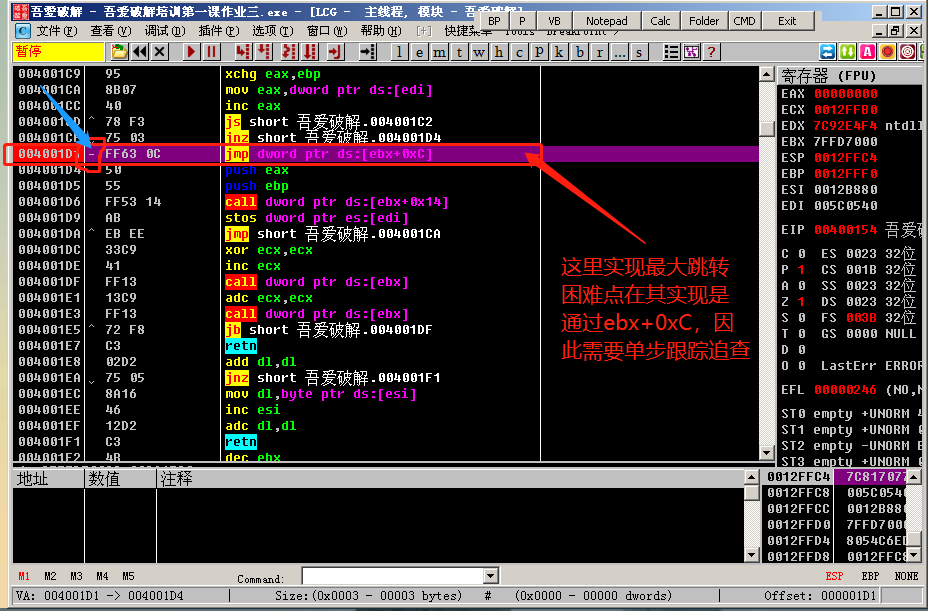 吾爱破解 - 吾爱破解培训第一课作业三.exe - [LCG - 主线程, 模块 - 吾爱破解]
BP P VB Notepad Calc Folder CMD Exit
文件(F) 查看(V) 调试(D) 插件(P) 选项(T) 窗口(W) 帮助(H) [+] 快捷菜单 Tools BreakPoint->
暂停 l e m t w h c p k b r ... s ?
004001C9 95 xchg eax,ebp
004001CA 8B07 mov eax,dword ptr ds:[edi]
004001CC 40 inc eax
^ 78 F3 js short 吾爱破解.004001C2
75 03 jnz short 吾爱破解.004001D4
004001D1 - FF63 0C jmp dword ptr ds:[ebx+0xC]
004001D4 50 push eax
004001D5 55 push ebp
004001D6 FF53 14 call dword ptr ds:[ebx+0x14]
004001D9 AB stos dword ptr es:[edi]
004001DA ^ EB EE jmp short 吾爱破解.004001CA
004001DC 33C9 xor ecx,ecx
004001DE 41 inc ecx
004001DF FF13 call dword ptr ds:[ebx]
004001E1 13C9 adc ecx,ecx
004001E3 FF13 call dword ptr ds:[ebx]
004001E5 ^ 72 F8 jb short 吾爱破解.004001DF
004001E7 C3 retn
004001E8 02D2 add dl,dl
004001EA 75 05 jnz short 吾爱破解.004001F1
004001EC 8A16 mov dl,byte ptr ds:[esi]
004001EE 46 inc esi
004001EF 12D2 adc dl,dl
004001F1 C3 retn
004001F2 4B dec ebx
这里实现最大跳转
困难点在其实现是
通过ebx+0xC，因
此需要单步跟踪追查
寄存器 (FPU)
EAX 00000000
ECX 0012FFB0
EDX 7C92E4F4 ntdll
EBX 7FFD7000
ESP 0012FFC4
EBP 0012FFF0
ESI 0012B880
EDI 005C0540
EIP 00400154 吾爱
C 0 ES 0023 32位
P 1 CS 001B 32位
A 0 SS 0023 32位
Z 1 DS 0023 32位
S 0 FS 003B 32位
T 0 GS 0000 NULL
D 0
O 0 LastErr ERROR
EFL 00000246 (NO,N
ST0 empty +UNORM
ST1 empty +UNORM
ST2 empty -UNORM
ST3 empty +UNORM
地址 数值 注释
0012FFC4 7C817077
0012FFC8 005C054
0012FFCC 0012B88
0012FFD0 7FFD700
0012FFD4 8054C6E
0012FFD8 0012FFC8
M1 M2 M3 M4 M5 Command: ESP EBP NONE
VA: 004001D1 -> 004001D4 Size:(0x0003 - 00003 bytes) # (0x0000 - 00000 dwords) Offset: 000001D1